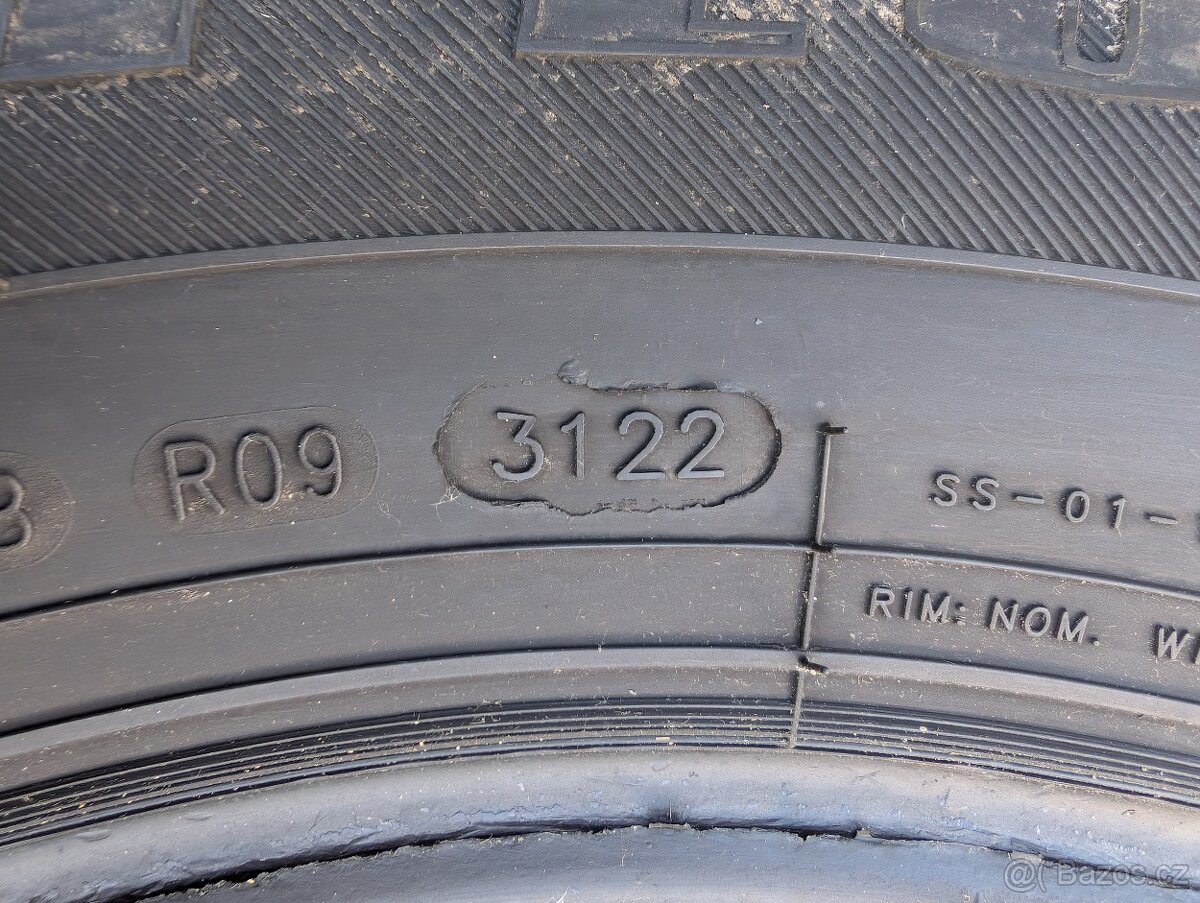 R09 3122
SS-01-
RIM: NOM.
@Bazos.cz